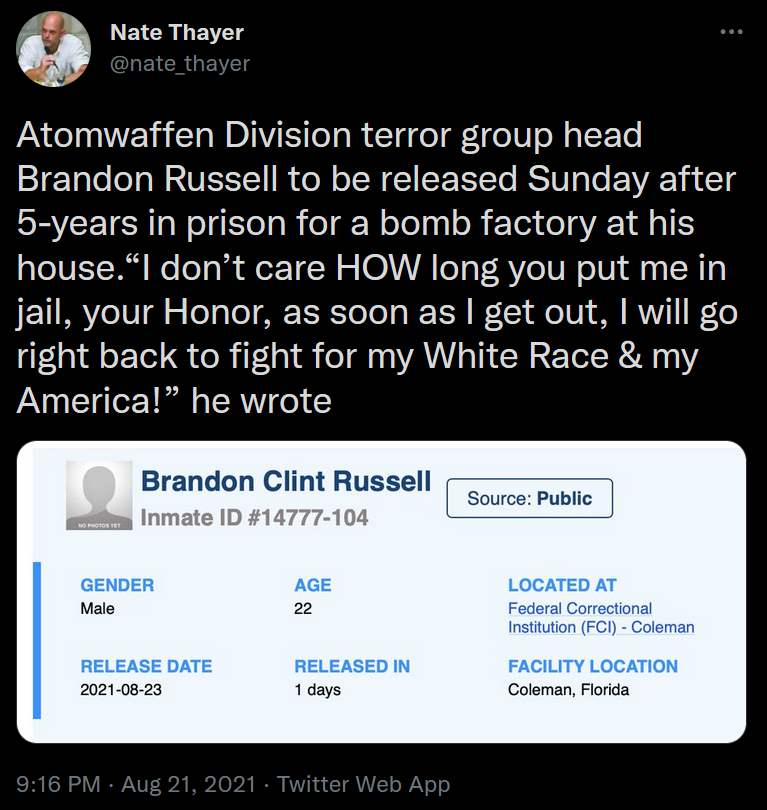 Nate Thayer
@nate_thayer
Atomwaffen Division terror group head
Brandon Russell to be released Sunday after
5-years in prison for a bomb factory at his
house.“I don’t care HOW long you put me in
jail, your Honor, as soon as I get out, I will go
right back to fight for my White Race & my
America!” he wrote
NO PHOTOS YET
Brandon Clint Russell
Inmate ID #14777-104
Source: Public
GENDER
Male
AGE
22
LOCATED AT
Federal Correctional
Institution (FCI) - Coleman
RELEASE DATE
2021-08-23
RELEASED IN
1 days
FACILITY LOCATION
Coleman, Florida
9:16 PM · Aug 21, 2021 · Twitter Web App